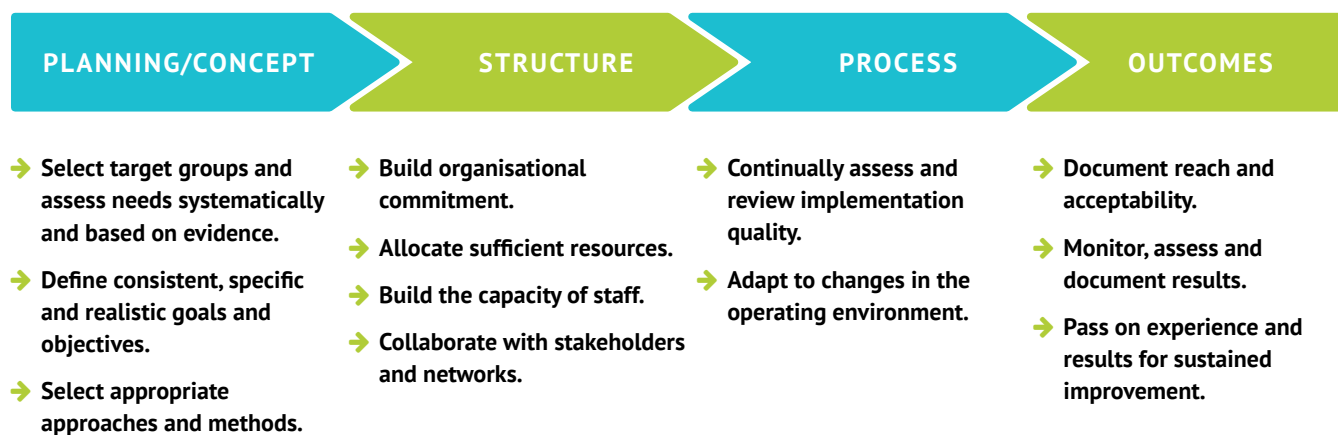 PLANNING/CONCEPT
Select target groups and
assess needs systematically
and based on evidence.
Define consistent, specific
and realistic goals and
objectives.
Select appropriate
approaches and methods.
STRUCTURE
Build organisational
commitment.
Allocate sufficient resources.
Build the capacity of staff.
Collaborate with stakeholders
and networks.
PROCESS
Continually assess and
review implementation
quality.
Adapt to changes in the
operating environment.
OUTCOMES
Document reach and
acceptability.
Monitor, assess and
document results.
Pass on experience and
results for sustained
improvement.